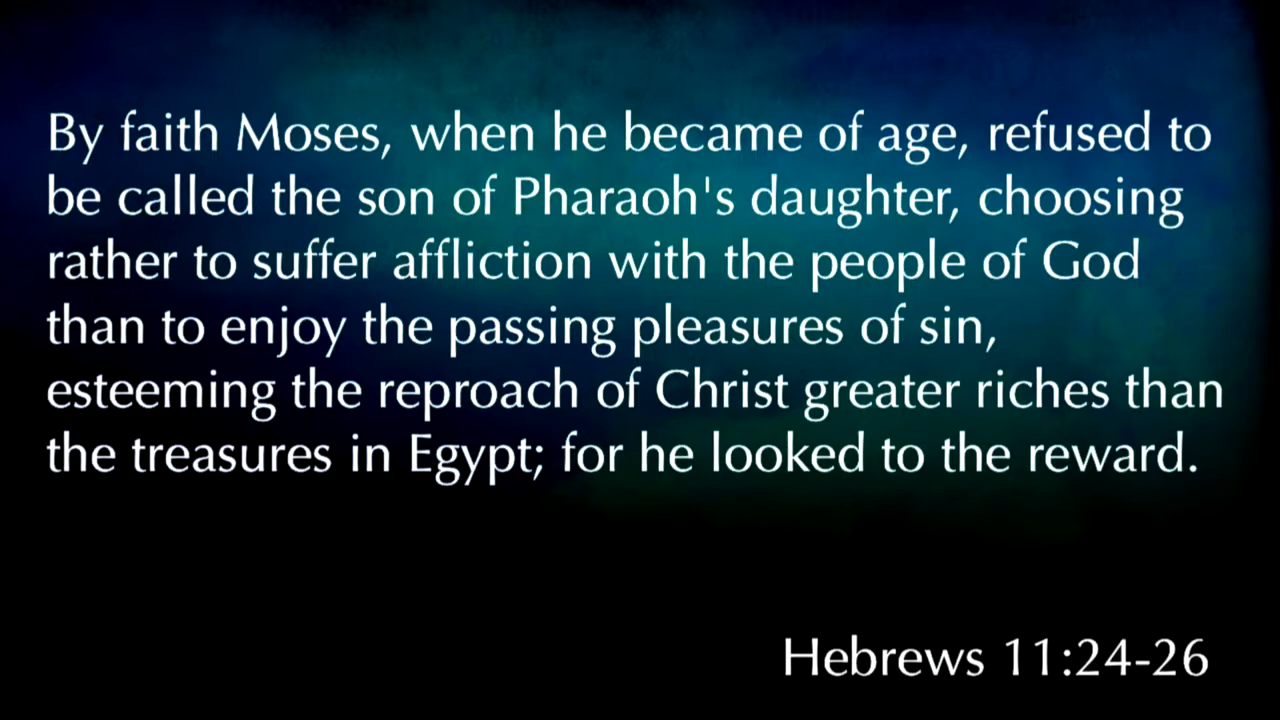 By faith Moses, when he became of age, refused to
be called the son of Pharaoh's daughter, choosing
rather to suffer affliction with the people of God
than to enjoy the passing pleasures of sin,
esteeming the reproach of Christ greater riches than
the treasures in Egypt; for he looked to the reward.
Hebrews 11:24-26